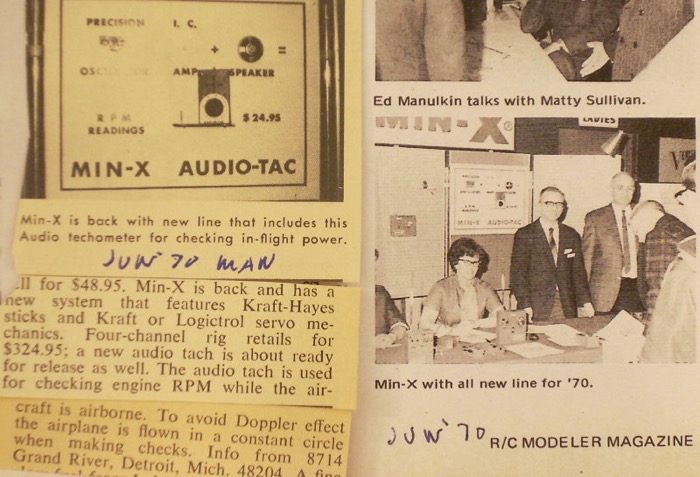 PRECISION I. C.
+ =
AMP SPEAKER
R P M
READINGS
$24.95
MIN-X AUDIO-TAC
Min-X is back with new line that includes this
Audio techometer for checking in-flight power.
JUN '70 MAN
ll for $48.95. Min-X is back and has a
new system that features Kraft-Hayes
sticks and Kraft or Logictrol servo me-
chanics. Four-channel rig retails for
$324.95; a new audio tach is about ready
for release as well. The audio tach is used
for checking engine RPM while the air-
craft is airborne. To avoid Doppler effect
the airplane is flown in a constant circle
when making checks. Info from 8714
Grand River, Detroit, Mich. 48204. A fine
Ed Manulkin talks with Matty Sullivan.
MIN-X®
LADIES
MIN-X AUDIO-TAC
Min-X with all new line for '70.
JUN '70
R/C MODELER MAGAZINE